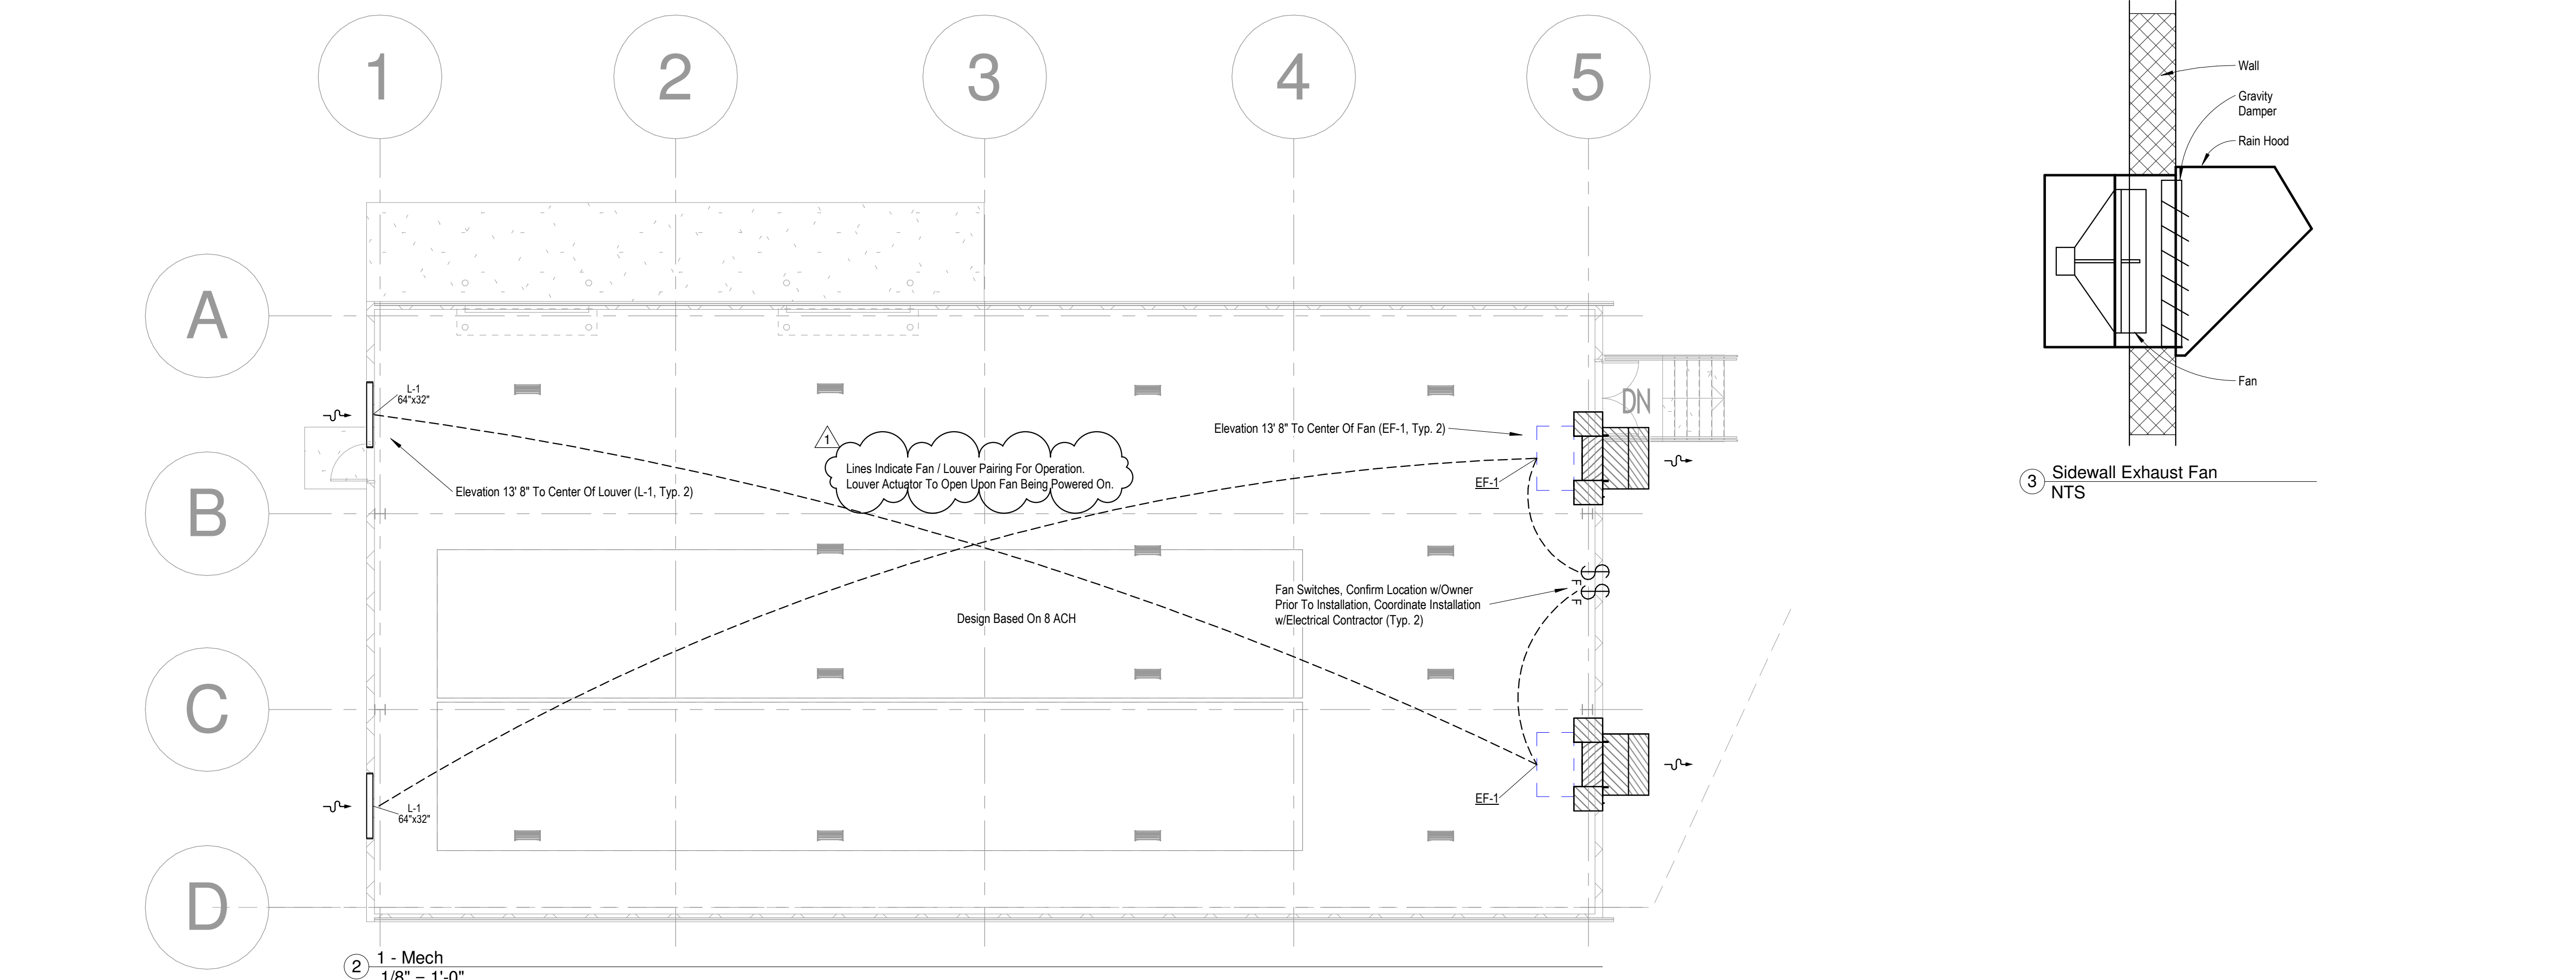 1 2 3 4 5
Wall
Gravity
Damper
Rain Hood
Fan
3 Sidewall Exhaust Fan
NTS
A
B
C
D
L-1
64"x32"
Elevation 13' 8" To Center Of Louver (L-1, Typ. 2)
1
Lines Indicate Fan / Louver Pairing For Operation.
Louver Actuator To Open Upon Fan Being Powered On.
Elevation 13' 8" To Center Of Fan (EF-1, Typ. 2)
EF-1
DN
Fan Switches, Confirm Location w/Owner
Prior To Installation, Coordinate Installation
w/Electrical Contractor (Typ. 2)
F
F
Design Based On 8 ACH
EF-1
L-1
64"x32"
2 1 - Mech
1/8" = 1'-0"